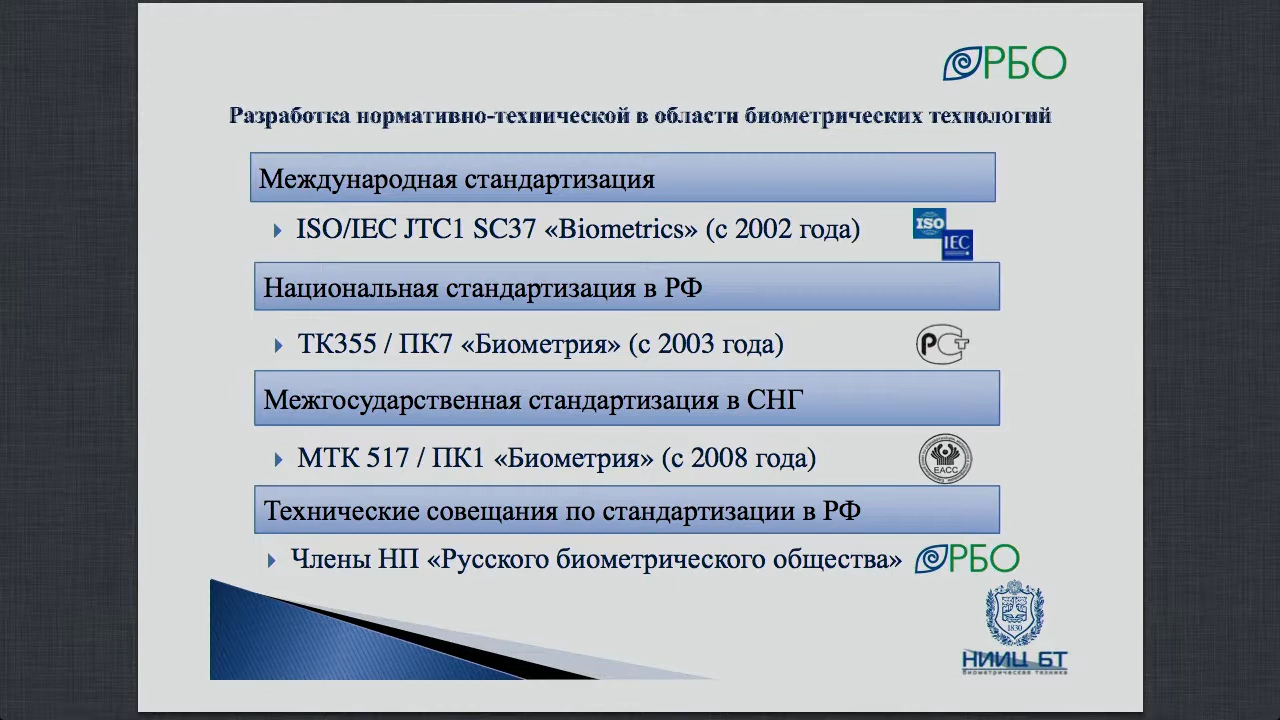 РБО
Разработка нормативно-технической в области биометрических технологий
Международная стандартизация
ISO/IEC JTC1 SC37 «Biometrics» (с 2002 года)
ISO
IEC
Национальная стандартизация в РФ
ТК355 / ПК7 «Биометрия» (с 2003 года)
РСТ
Межгосударственная стандартизация в СНГ
МТК 517 / ПК1 «Биометрия» (с 2008 года)
ЕАСС
Технические совещания по стандартизации в РФ
Члены НП «Русского биометрического общества»
РБО
1830
НИИЦ БТ
биометрическая техника